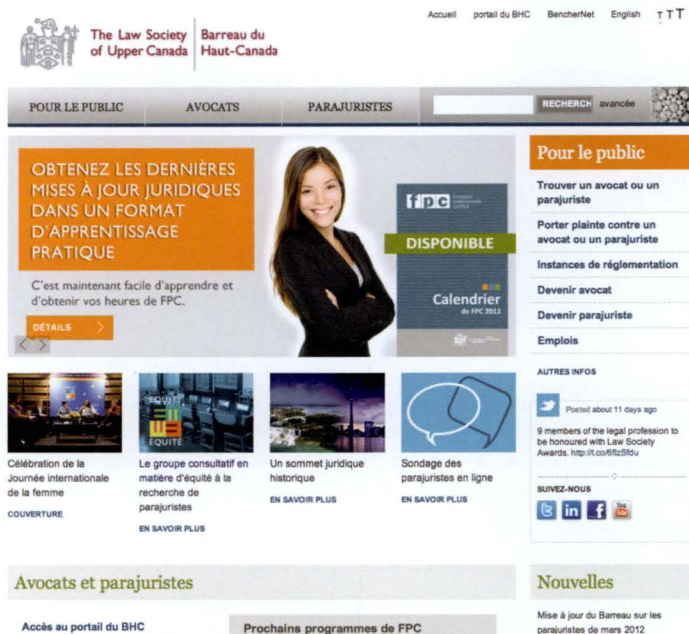 Accueil portail du BHC BencherNet English T T T
The Law Society
of Upper Canada
Barreau du
Haut-Canada
POUR LE PUBLIC AVOCATS PARAJURISTES RECHERCH avancée
OBTENEZ LES DERNIÈRES
MISES À JOUR JURIDIQUES
DANS UN FORMAT
D'APPRENTISSAGE
PRATIQUE
C'est maintenant facile d'apprendre et
d'obtenir vos heures de FPC.
DÉTAILS >
fpc
DISPONIBLE
Calendrier
de FPC 2012
Pour le public
Trouver un avocat ou un
parajuriste
Porter plainte contre un
avocat ou un parajuriste
Instances de réglementation
Devenir avocat
Devenir parajuriste
Emplois
AUTRES INFOS
Posted about 11 days ago
9 members of the legal profession to
be honoured with Law Society
Awards. http://t.co/6flzSfdu
SUIVEZ-NOUS
in f You Tube
Célébration de la
Journée internationale
de la femme
COUVERTURE
EQUITY
ÉQUITÉ
Le groupe consultatif en
matière d'équité à la
recherche de
parajuristes
EN SAVOIR PLUS
Un sommet juridique
historique
EN SAVOIR PLUS
Sondage des
parajuristes en ligne
EN SAVOIR PLUS
Avocats et parajuristes
Accès au portail du BHC
Prochains programmes de FPC
Nouvelles
Mise à jour du Barreau sur les
parajuristes de mars 2012